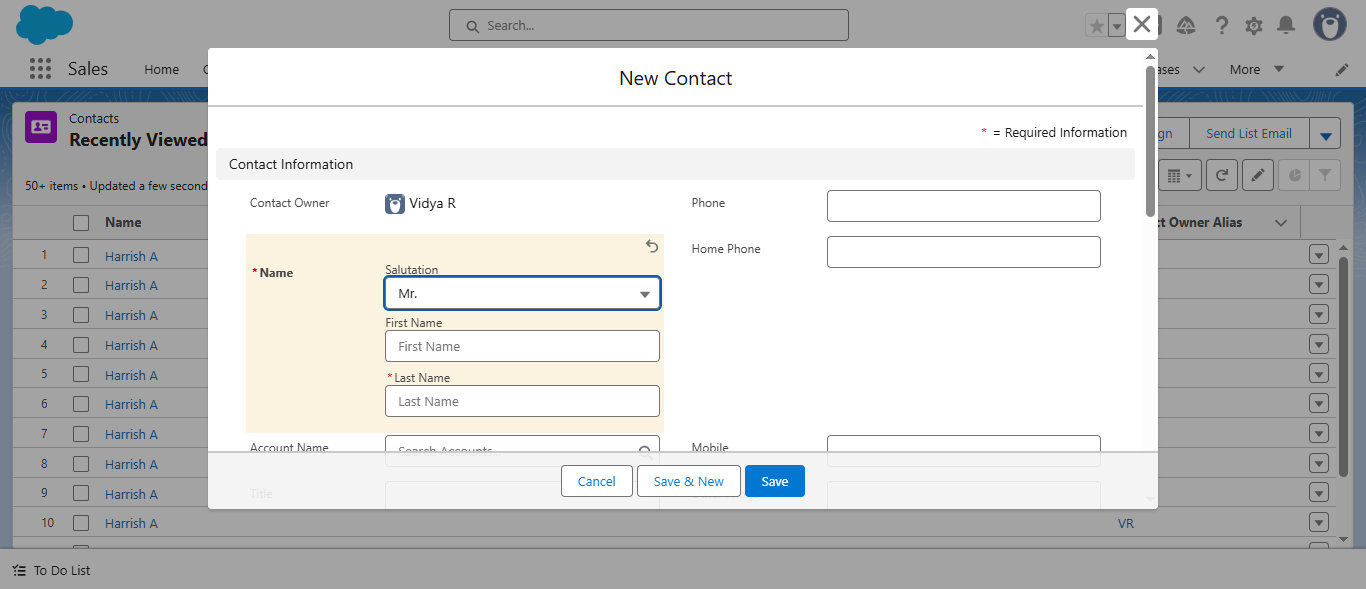 Search...
Sales
Home
More
Contacts
Recently Viewed
Send List Email
50+ items • Updated a few second
Name
ct Owner Alias
1 Harrish A
2 Harrish A
3 Harrish A
4 Harrish A
5 Harrish A
6 Harrish A
7 Harrish A
8 Harrish A
9 Harrish A
10 Harrish A VR
New Contact
* = Required Information
Contact Information
Contact Owner Vidya R
Phone
Home Phone
* Name
Salutation
Mr.
First Name
First Name
* Last Name
Last Name
Account Name Search Accounts
Mobile
Title
Cancel Save & New Save
To Do List